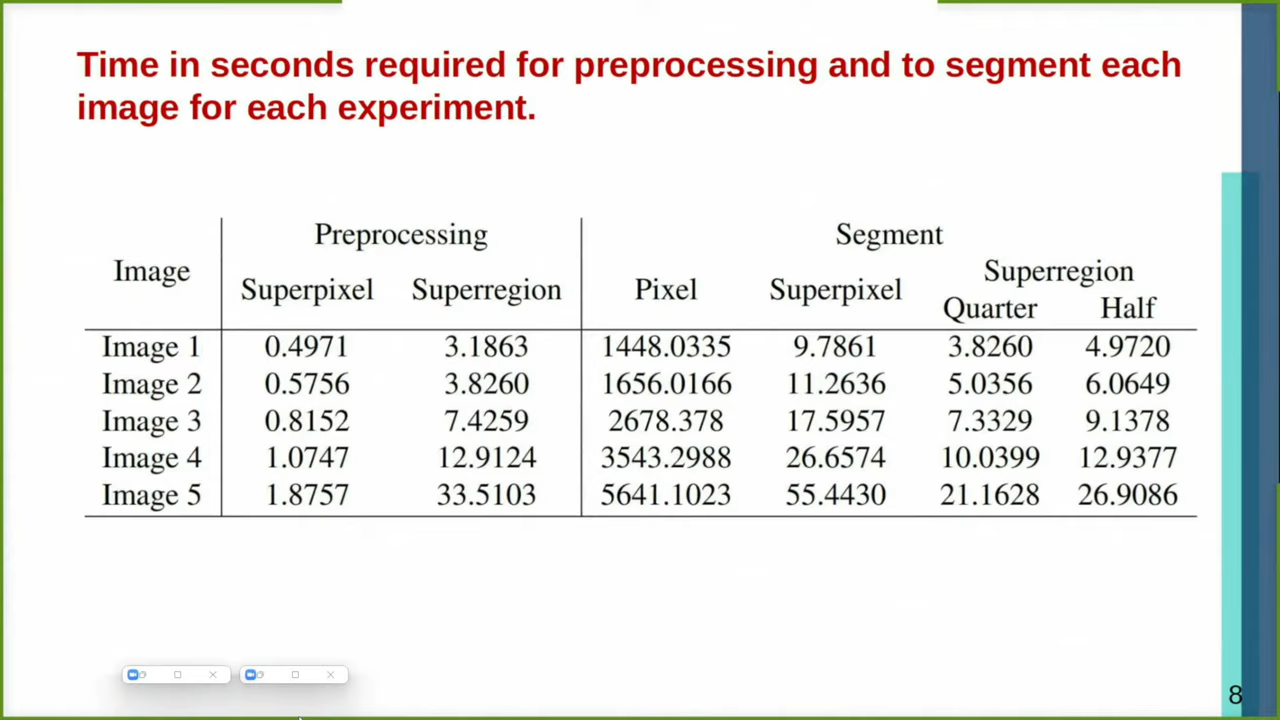 Time in seconds required for preprocessing and to segment each
image for each experiment.
Preprocessing Segment
Image Superpixel Superregion Pixel Superpixel Superregion
Quarter Half
Image 1 0.4971 3.1863 1448.0335 9.7861 3.8260 4.9720
Image 2 0.5756 3.8260 1656.0166 11.2636 5.0356 6.0649
Image 3 0.8152 7.4259 2678.378 17.5957 7.3329 9.1378
Image 4 1.0747 12.9124 3543.2988 26.6574 10.0399 12.9377
Image 5 1.8757 33.5103 5641.1023 55.4430 21.1628 26.9086
8